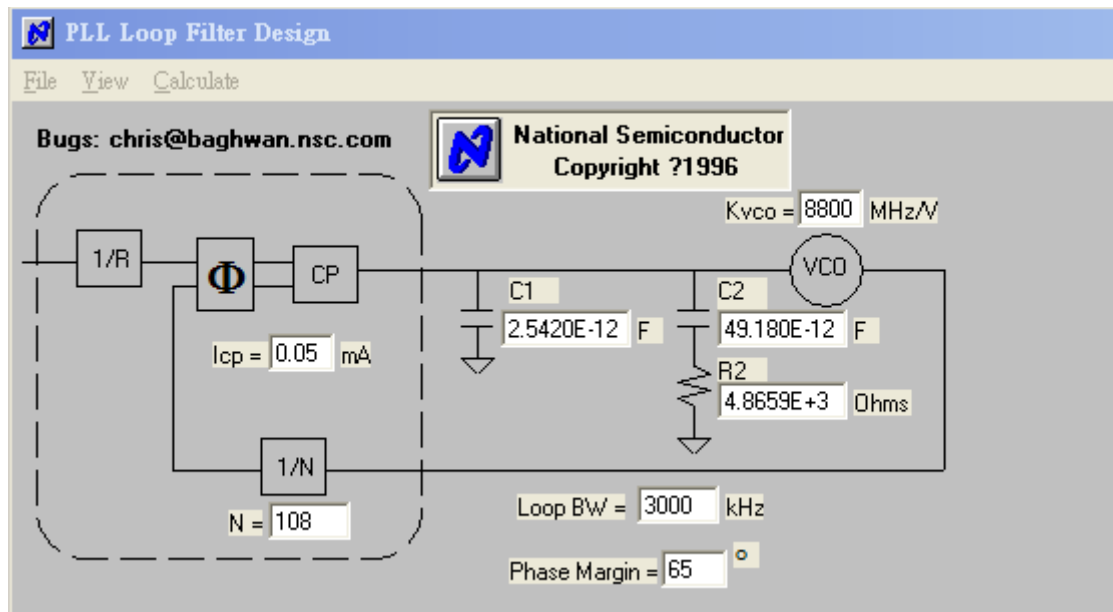 PLL Loop Filter Design
File View Calculate
Bugs: chris@baghwan.nsc.com
National Semiconductor
Copyright ?1996
Kvco = 8800 MHz/V
1/R
Φ
CP
VCO
C1
2.5420E-12 F
C2
49.180E-12 F
Icp = 0.05 mA
R2
4.8659E+3 Ohms
1/N
N = 108
Loop BW = 3000 kHz
Phase Margin = 65 °